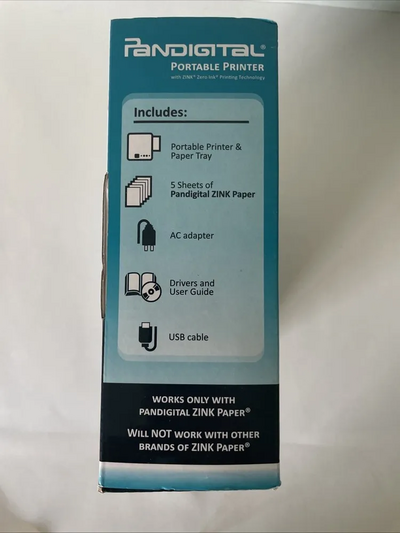 PANDIGITAL®
PORTABLE PRINTER
with ZINK® Zero Ink® Printing Technology
Includes:
Portable Printer &
Paper Tray
5 Sheets of
Pandigital ZINK Paper
AC adapter
Drivers and
User Guide
USB cable
WORKS ONLY WITH
PANDIGITAL ZINK PAPER®
WILL NOT WORK WITH OTHER
BRANDS OF ZINK PAPER®